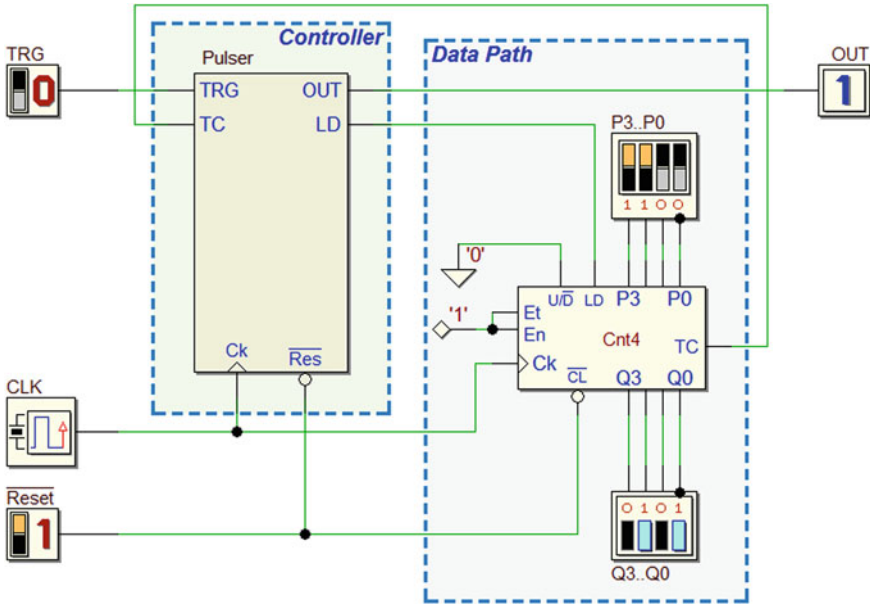 Controller
Data Path
TRG
0
Pulser
TRG
OUT
TC
LD
Ck
Res
OUT
1
P3..P0
1 1 0 0
'0'
'1'
U/D
LD
P3
P0
Et
En
Cnt4
TC
Ck
CL
Q3
Q0
CLK
Reset
1
0 1 0 1
Q3..Q0